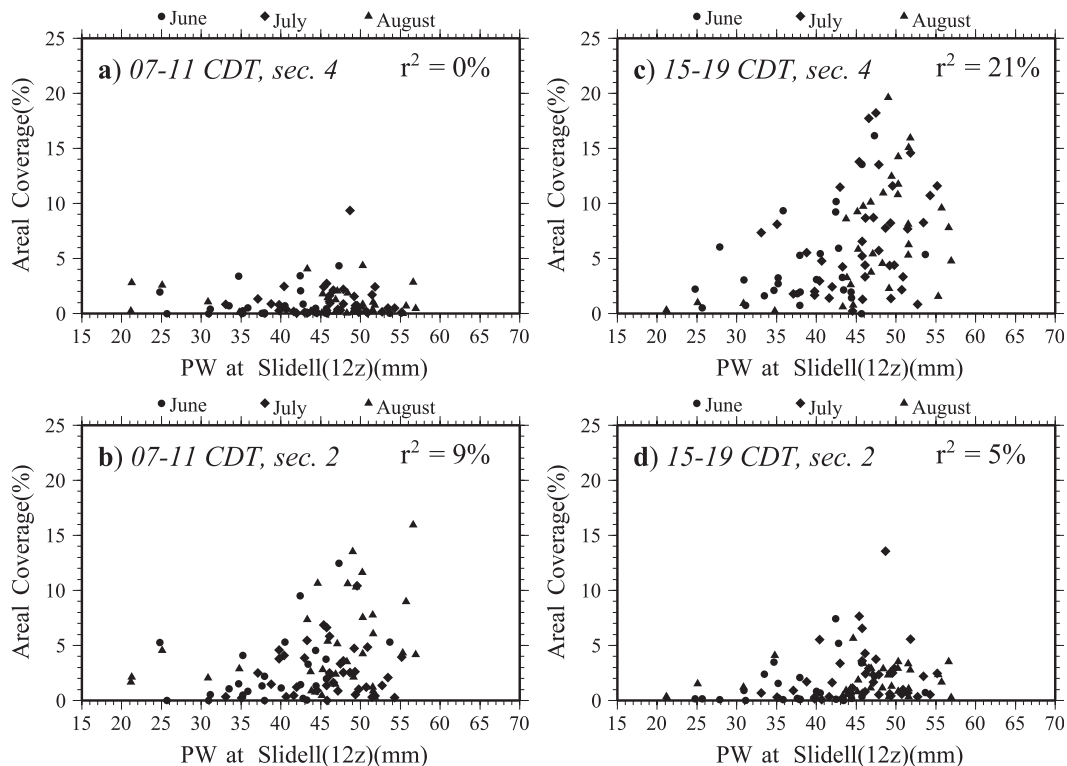 June July August
a) 07-11 CDT, sec. 4 r² = 0%
Areal Coverage(%)
25
20
15
10
5
0
15 20 25 30 35 40 45 50 55 60 65 70
PW at Slidell(12z)(mm)
June July August
c) 15-19 CDT, sec. 4 r² = 21%
Areal Coverage(%)
25
20
15
10
5
0
15 20 25 30 35 40 45 50 55 60 65 70
PW at Slidell(12z)(mm)
June July August
b) 07-11 CDT, sec. 2 r² = 9%
Areal Coverage(%)
25
20
15
10
5
0
15 20 25 30 35 40 45 50 55 60 65 70
PW at Slidell(12z)(mm)
June July August
d) 15-19 CDT, sec. 2 r² = 5%
Areal Coverage(%)
25
20
15
10
5
0
15 20 25 30 35 40 45 50 55 60 65 70
PW at Slidell(12z)(mm)